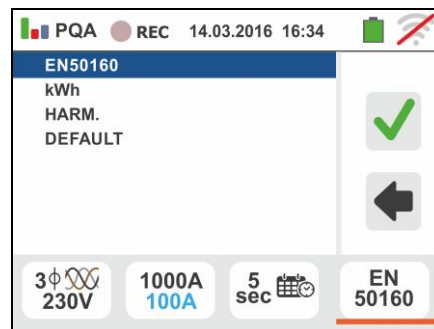 PQA REC 14.03.2016 16:34
EN50160
kWh
HARM.
DEFAULT
3ϕ 1000A 5 EN
230V 100A sec 50160